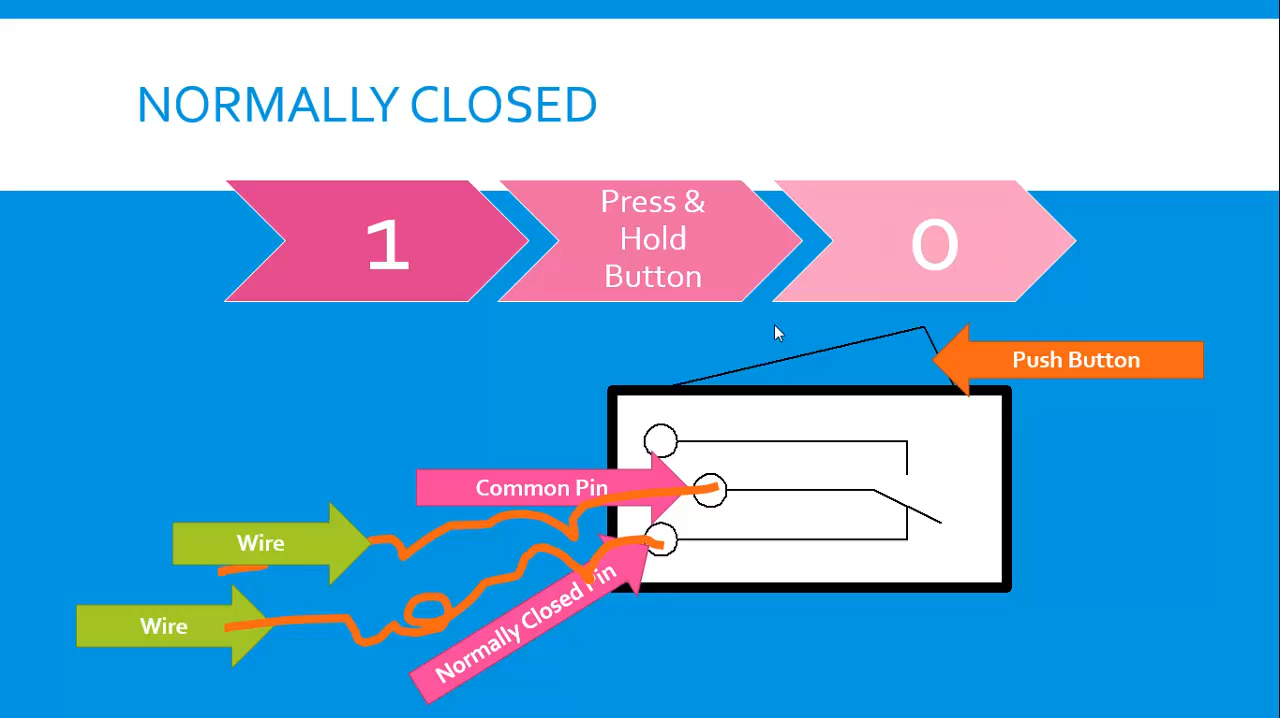 NORMALLY CLOSED
1
Press &
Hold
Button
0
Push Button
Common Pin
Wire
Wire
Normally Closed Pin